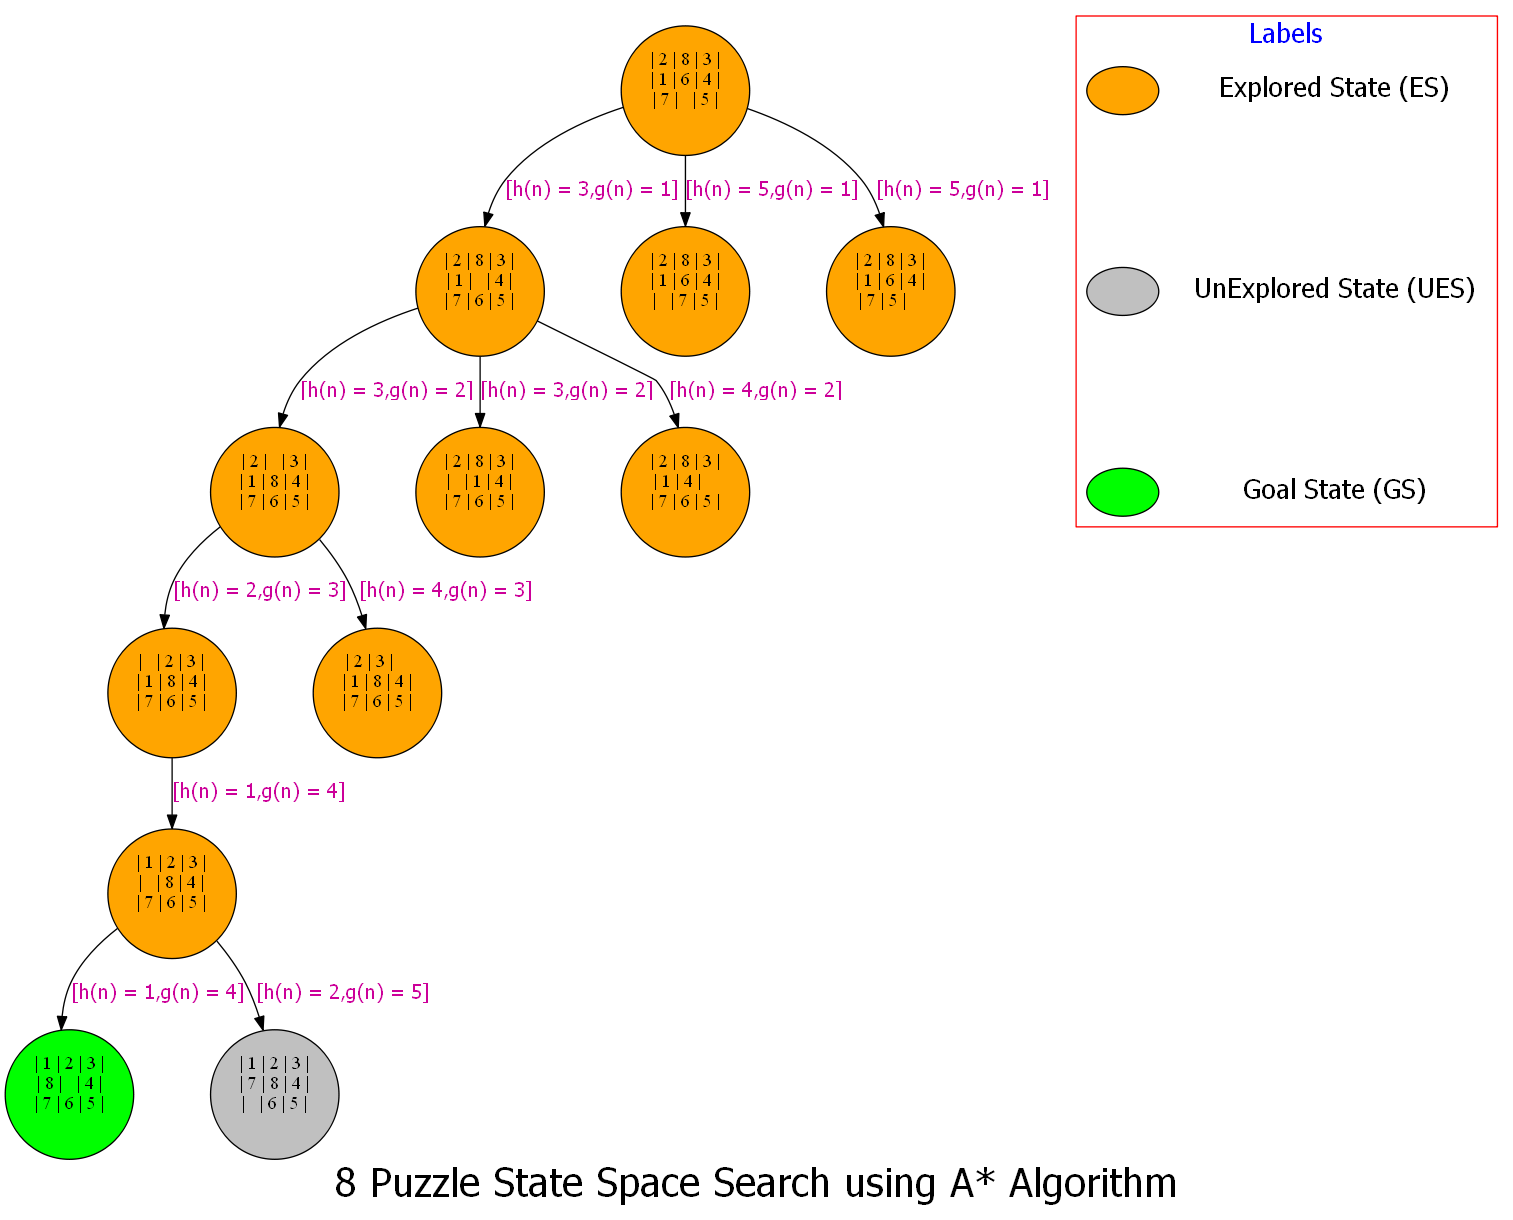 Labels
| 2 | 8 | 3 |
| 1 | 6 | 4 |
| 7 |   | 5 |
Explored State (ES)
[h(n) = 3,g(n) = 1]
[h(n) = 5,g(n) = 1]
[h(n) = 5,g(n) = 1]
| 2 | 8 | 3 |
| 1 |   | 4 |
| 7 | 6 | 5 |
| 2 | 8 | 3 |
| 1 | 6 | 4 |
|   | 7 | 5 |
| 2 | 8 | 3 |
| 1 | 6 | 4 |
| 7 | 5 |
UnExplored State (UES)
[h(n) = 3,g(n) = 2]
[h(n) = 3,g(n) = 2]
[h(n) = 4,g(n) = 2]
| 2 |   | 3 |
| 1 | 8 | 4 |
| 7 | 6 | 5 |
| 2 | 8 | 3 |
|   | 1 | 4 |
| 7 | 6 | 5 |
| 2 | 8 | 3 |
| 1 | 4 |
| 7 | 6 | 5 |
Goal State (GS)
[h(n) = 2,g(n) = 3]
[h(n) = 4,g(n) = 3]
|   | 2 | 3 |
| 1 | 8 | 4 |
| 7 | 6 | 5 |
| 2 | 3 |
| 1 | 8 | 4 |
| 7 | 6 | 5 |
[h(n) = 1,g(n) = 4]
| 1 | 2 | 3 |
|   | 8 | 4 |
| 7 | 6 | 5 |
[h(n) = 1,g(n) = 4]
[h(n) = 2,g(n) = 5]
| 1 | 2 | 3 |
| 8 |   | 4 |
| 7 | 6 | 5 |
| 1 | 2 | 3 |
| 7 | 8 | 4 |
|   | 6 | 5 |
8 Puzzle State Space Search using A* Algorithm